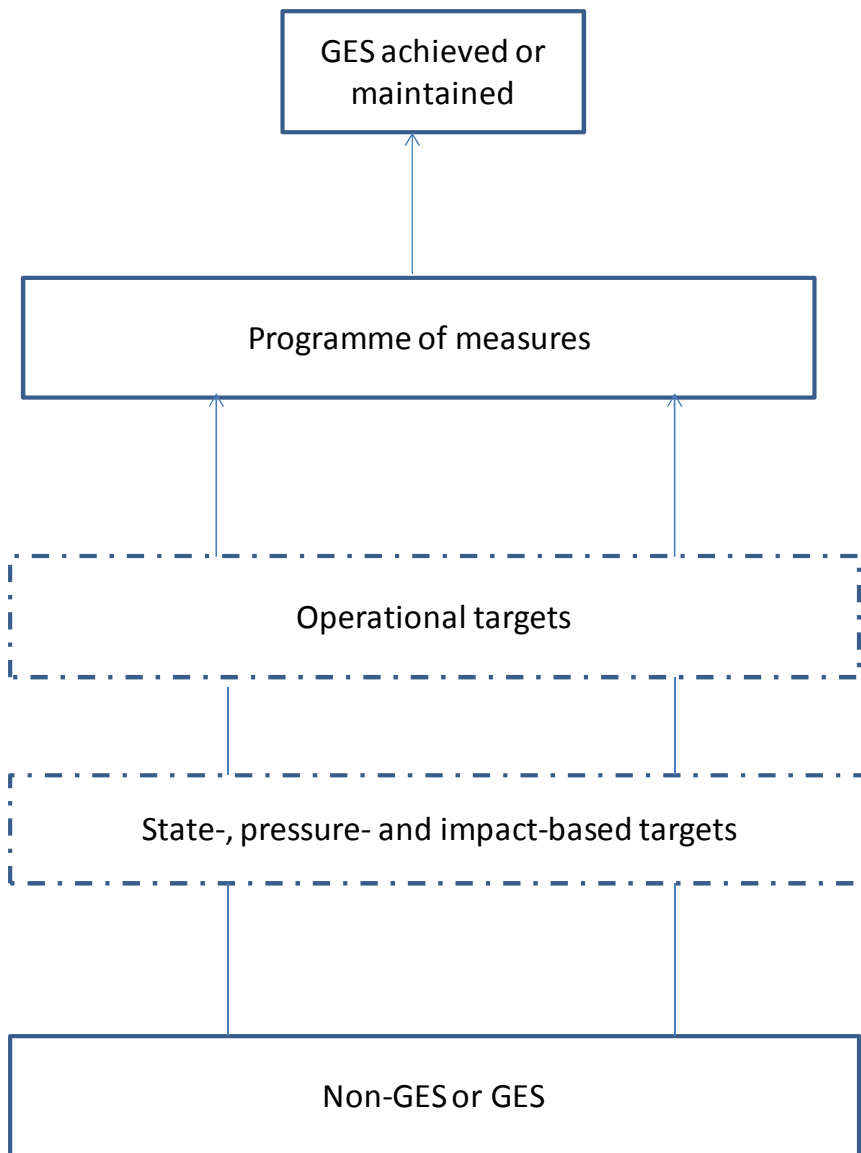 GES achieved or
maintained
Programme of measures
Operational targets
State-, pressure- and impact-based targets
Non-GES or GES